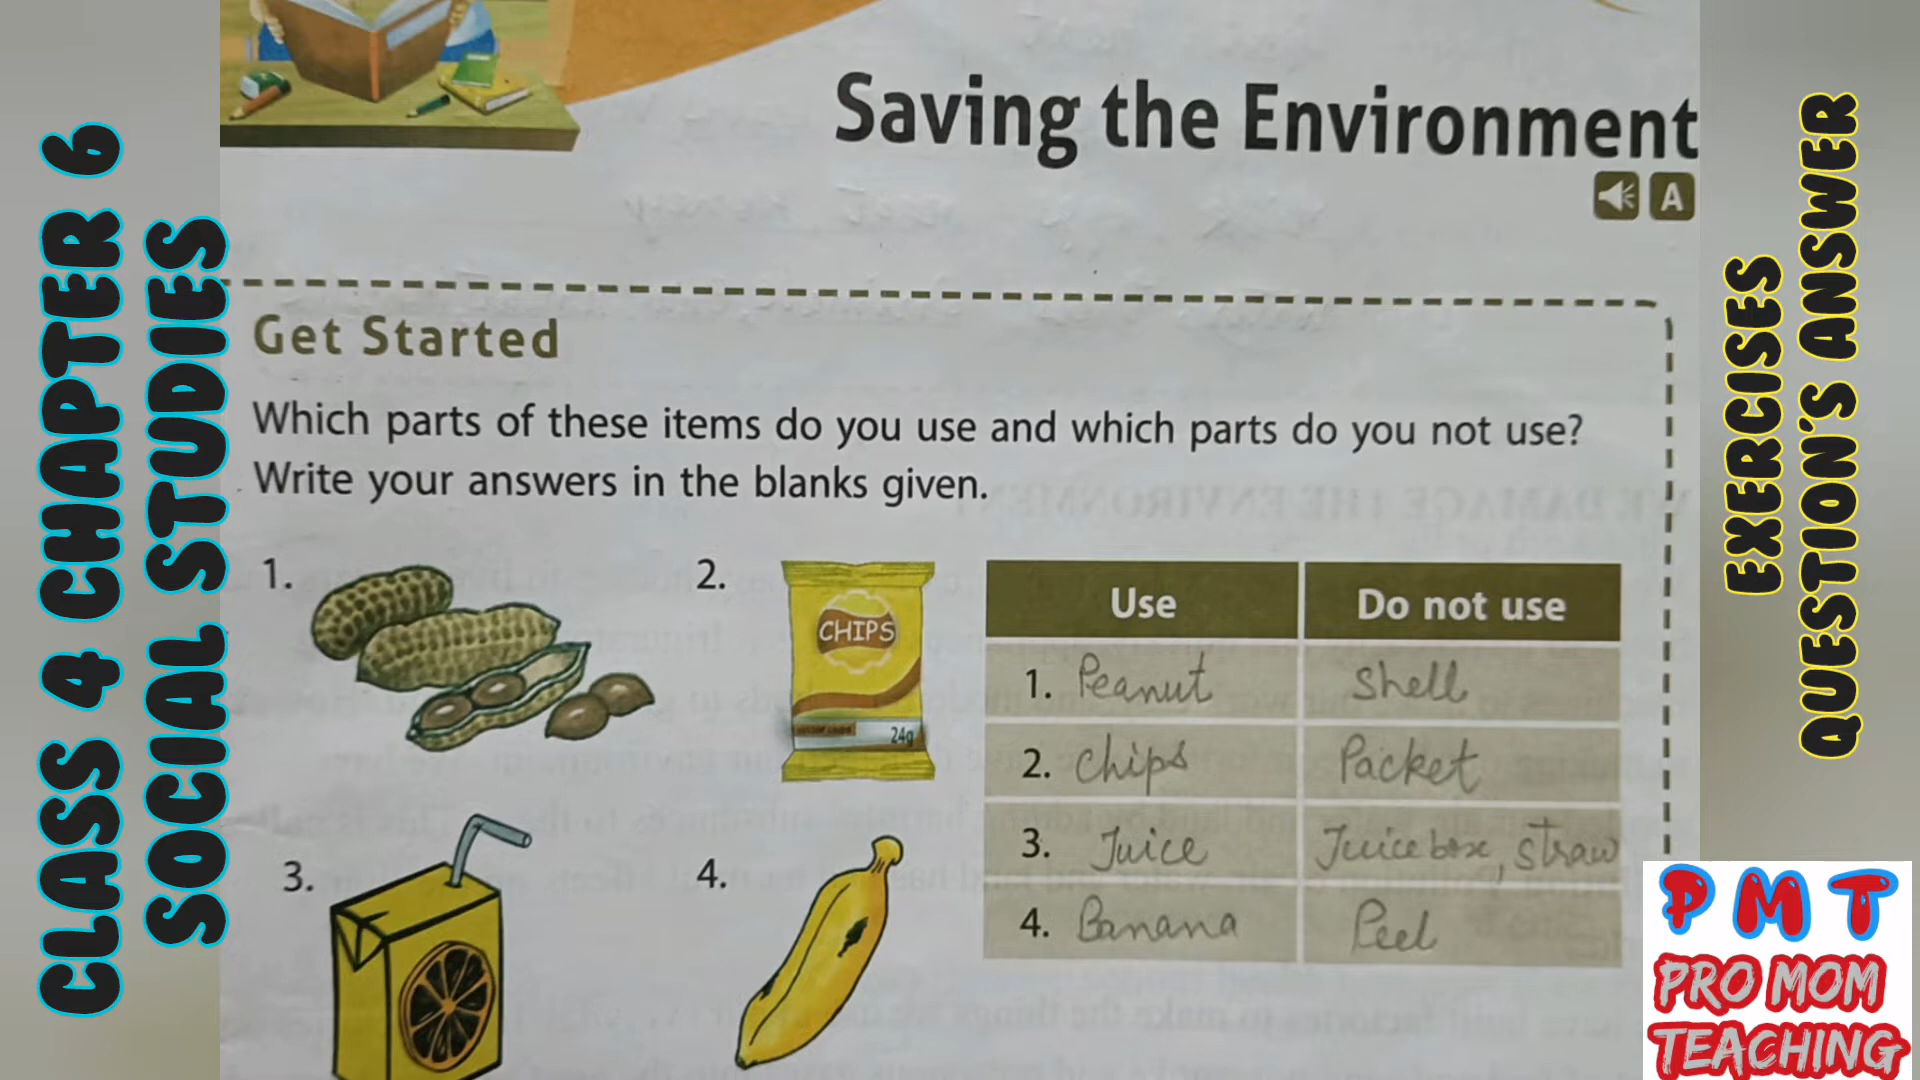 CLASS 4 CHAPTER 6
SOCIAL STUDIES
Saving the Environment
A
Get Started
Which parts of these items do you use and which parts do you not use?
Write your answers in the blanks given.
1.
2.
CHIPS
24g
3.
4.
Use Do not use
1. Peanut Shell
2. Chips Packet
3. Juice Juice box, straw
4. Banana Peel
EXERCISES
QUESTION'S ANSWER
PMT
PRO MOM
TEACHING